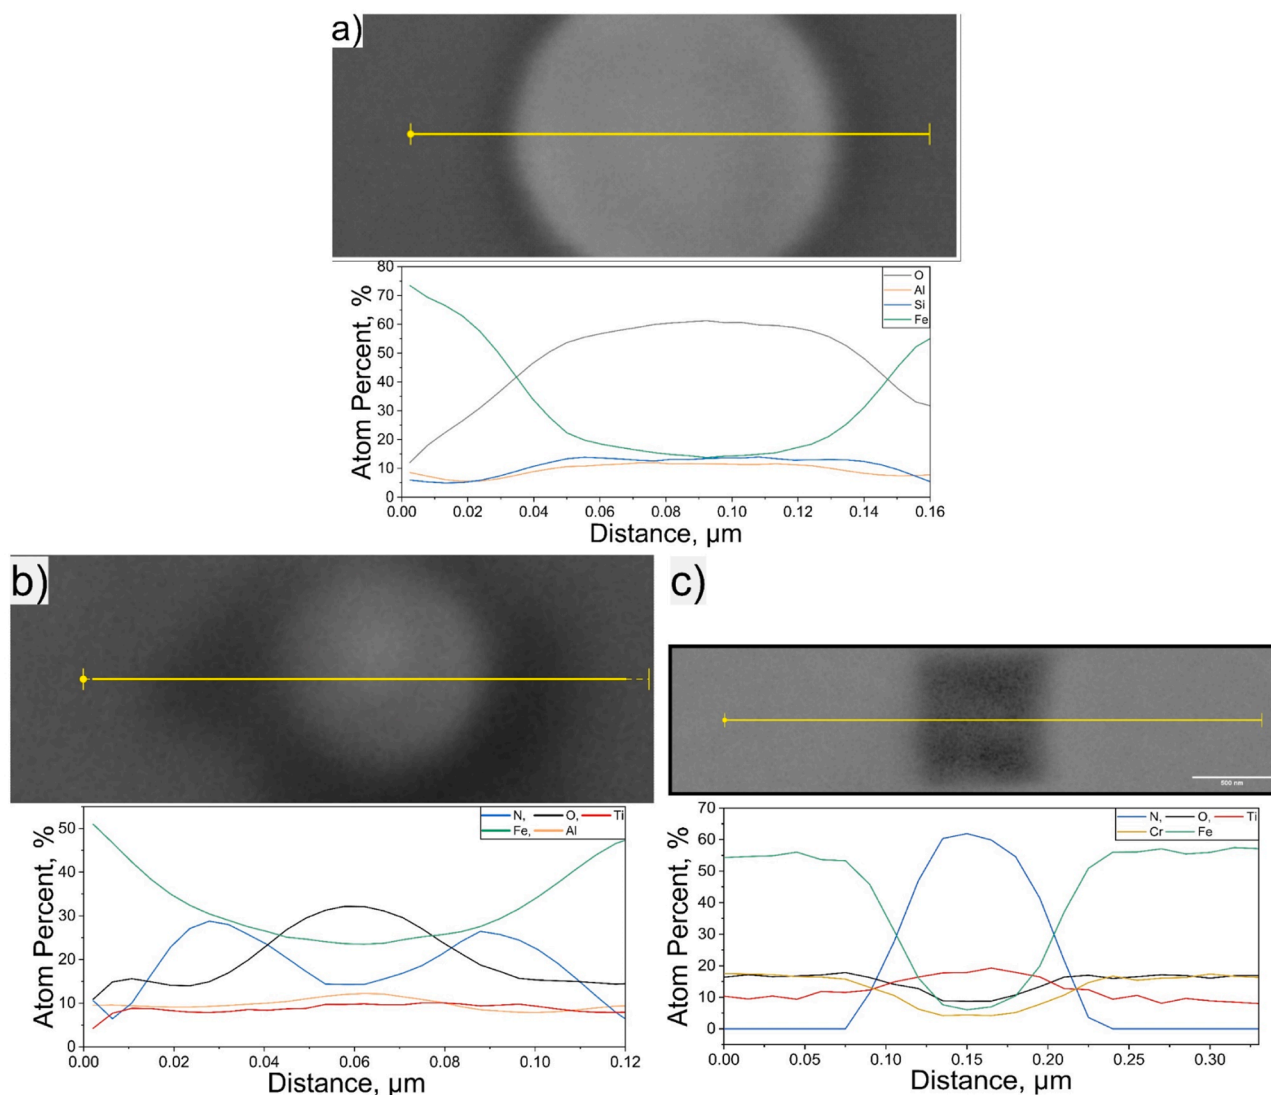 a)
80
70
60
50
40
30
20
10
0
Atom Percent, %
O
Al
Si
Fe
0.00 0.02 0.04 0.06 0.08 0.10 0.12 0.14 0.16
Distance, µm
b)
50
40
30
20
10
0
Atom Percent, %
N, O, Ti
Fe, Al
0.00 0.02 0.04 0.06 0.08 0.10 0.12
Distance, µm
c)
500 nm
70
60
50
40
30
20
10
0
Atom Percent, %
N, O, Ti
Cr Fe
0.00 0.05 0.10 0.15 0.20 0.25 0.30
Distance, µm